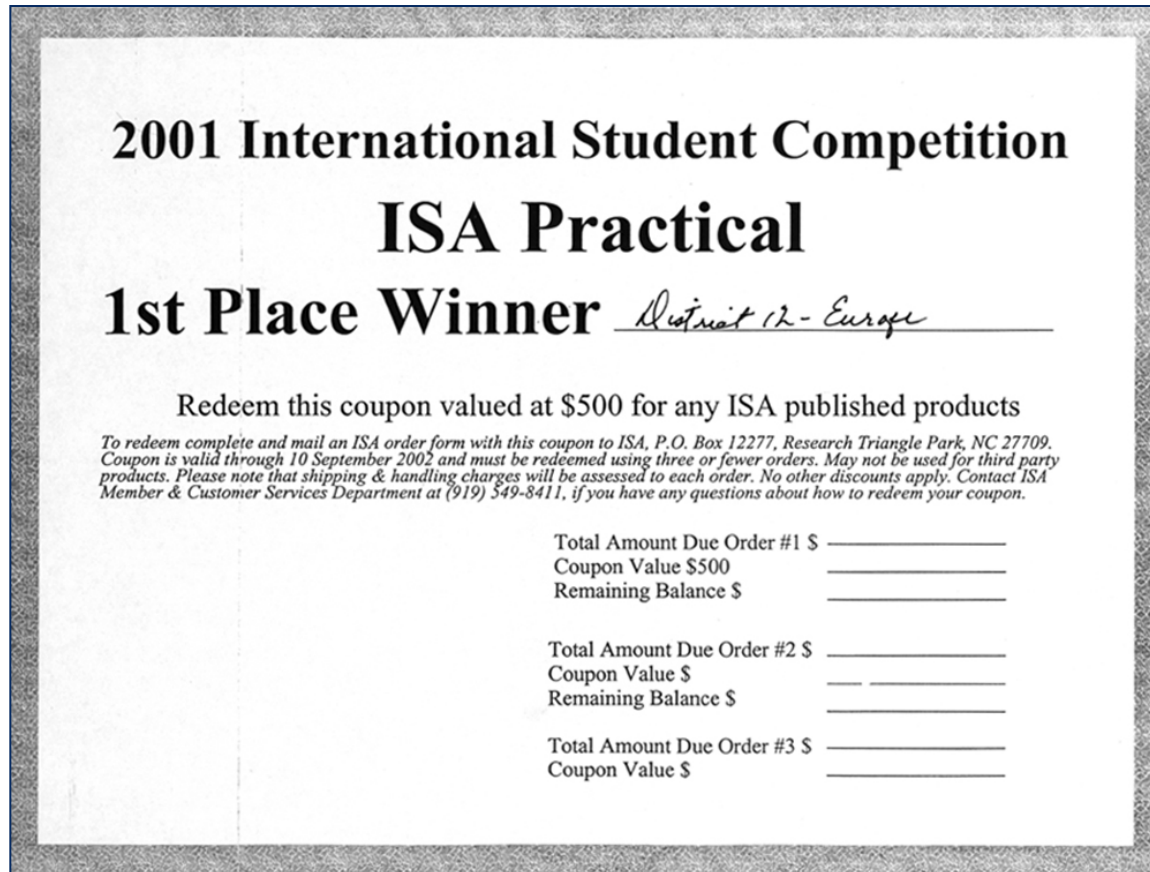 2001 International Student Competition
ISA Practical
1st Place Winner District 12 - Europe
Redeem this coupon valued at $500 for any ISA published products
To redeem complete and mail an ISA order form with this coupon to ISA, P.O. Box 12277, Research Triangle Park, NC 27709.
Coupon is valid through 10 September 2002 and must be redeemed using three or fewer orders. May not be used for third party
products. Please note that shipping & handling charges will be assessed to each order. No other discounts apply. Contact ISA
Member & Customer Services Department at (919) 549-8411, if you have any questions about how to redeem your coupon.
Total Amount Due Order #1 $
Coupon Value $500
Remaining Balance $
Total Amount Due Order #2 $
Coupon Value $
Remaining Balance $
Total Amount Due Order #3 $
Coupon Value $